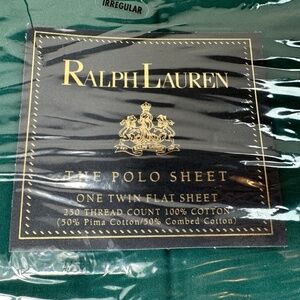 IRREGULAR
RALPH LAUREN
THE POLO SHEET
ONE TWIN FLAT SHEET
250 THREAD COUNT 100% COTTON
(50% Pima Cotton/50% Combed Cotton)